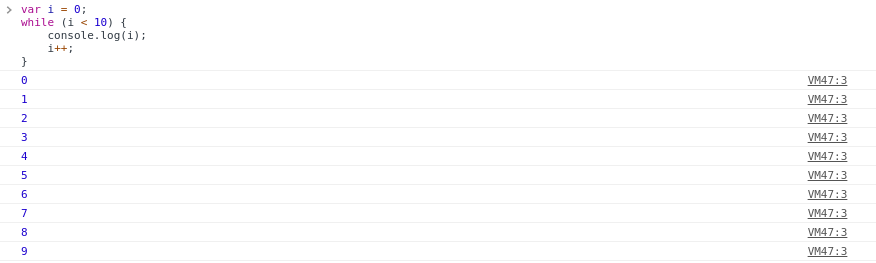 > var i = 0;
while (i < 10) {
    console.log(i);
    i++;
}
0 VM47:3
1 VM47:3
2 VM47:3
3 VM47:3
4 VM47:3
5 VM47:3
6 VM47:3
7 VM47:3
8 VM47:3
9 VM47:3